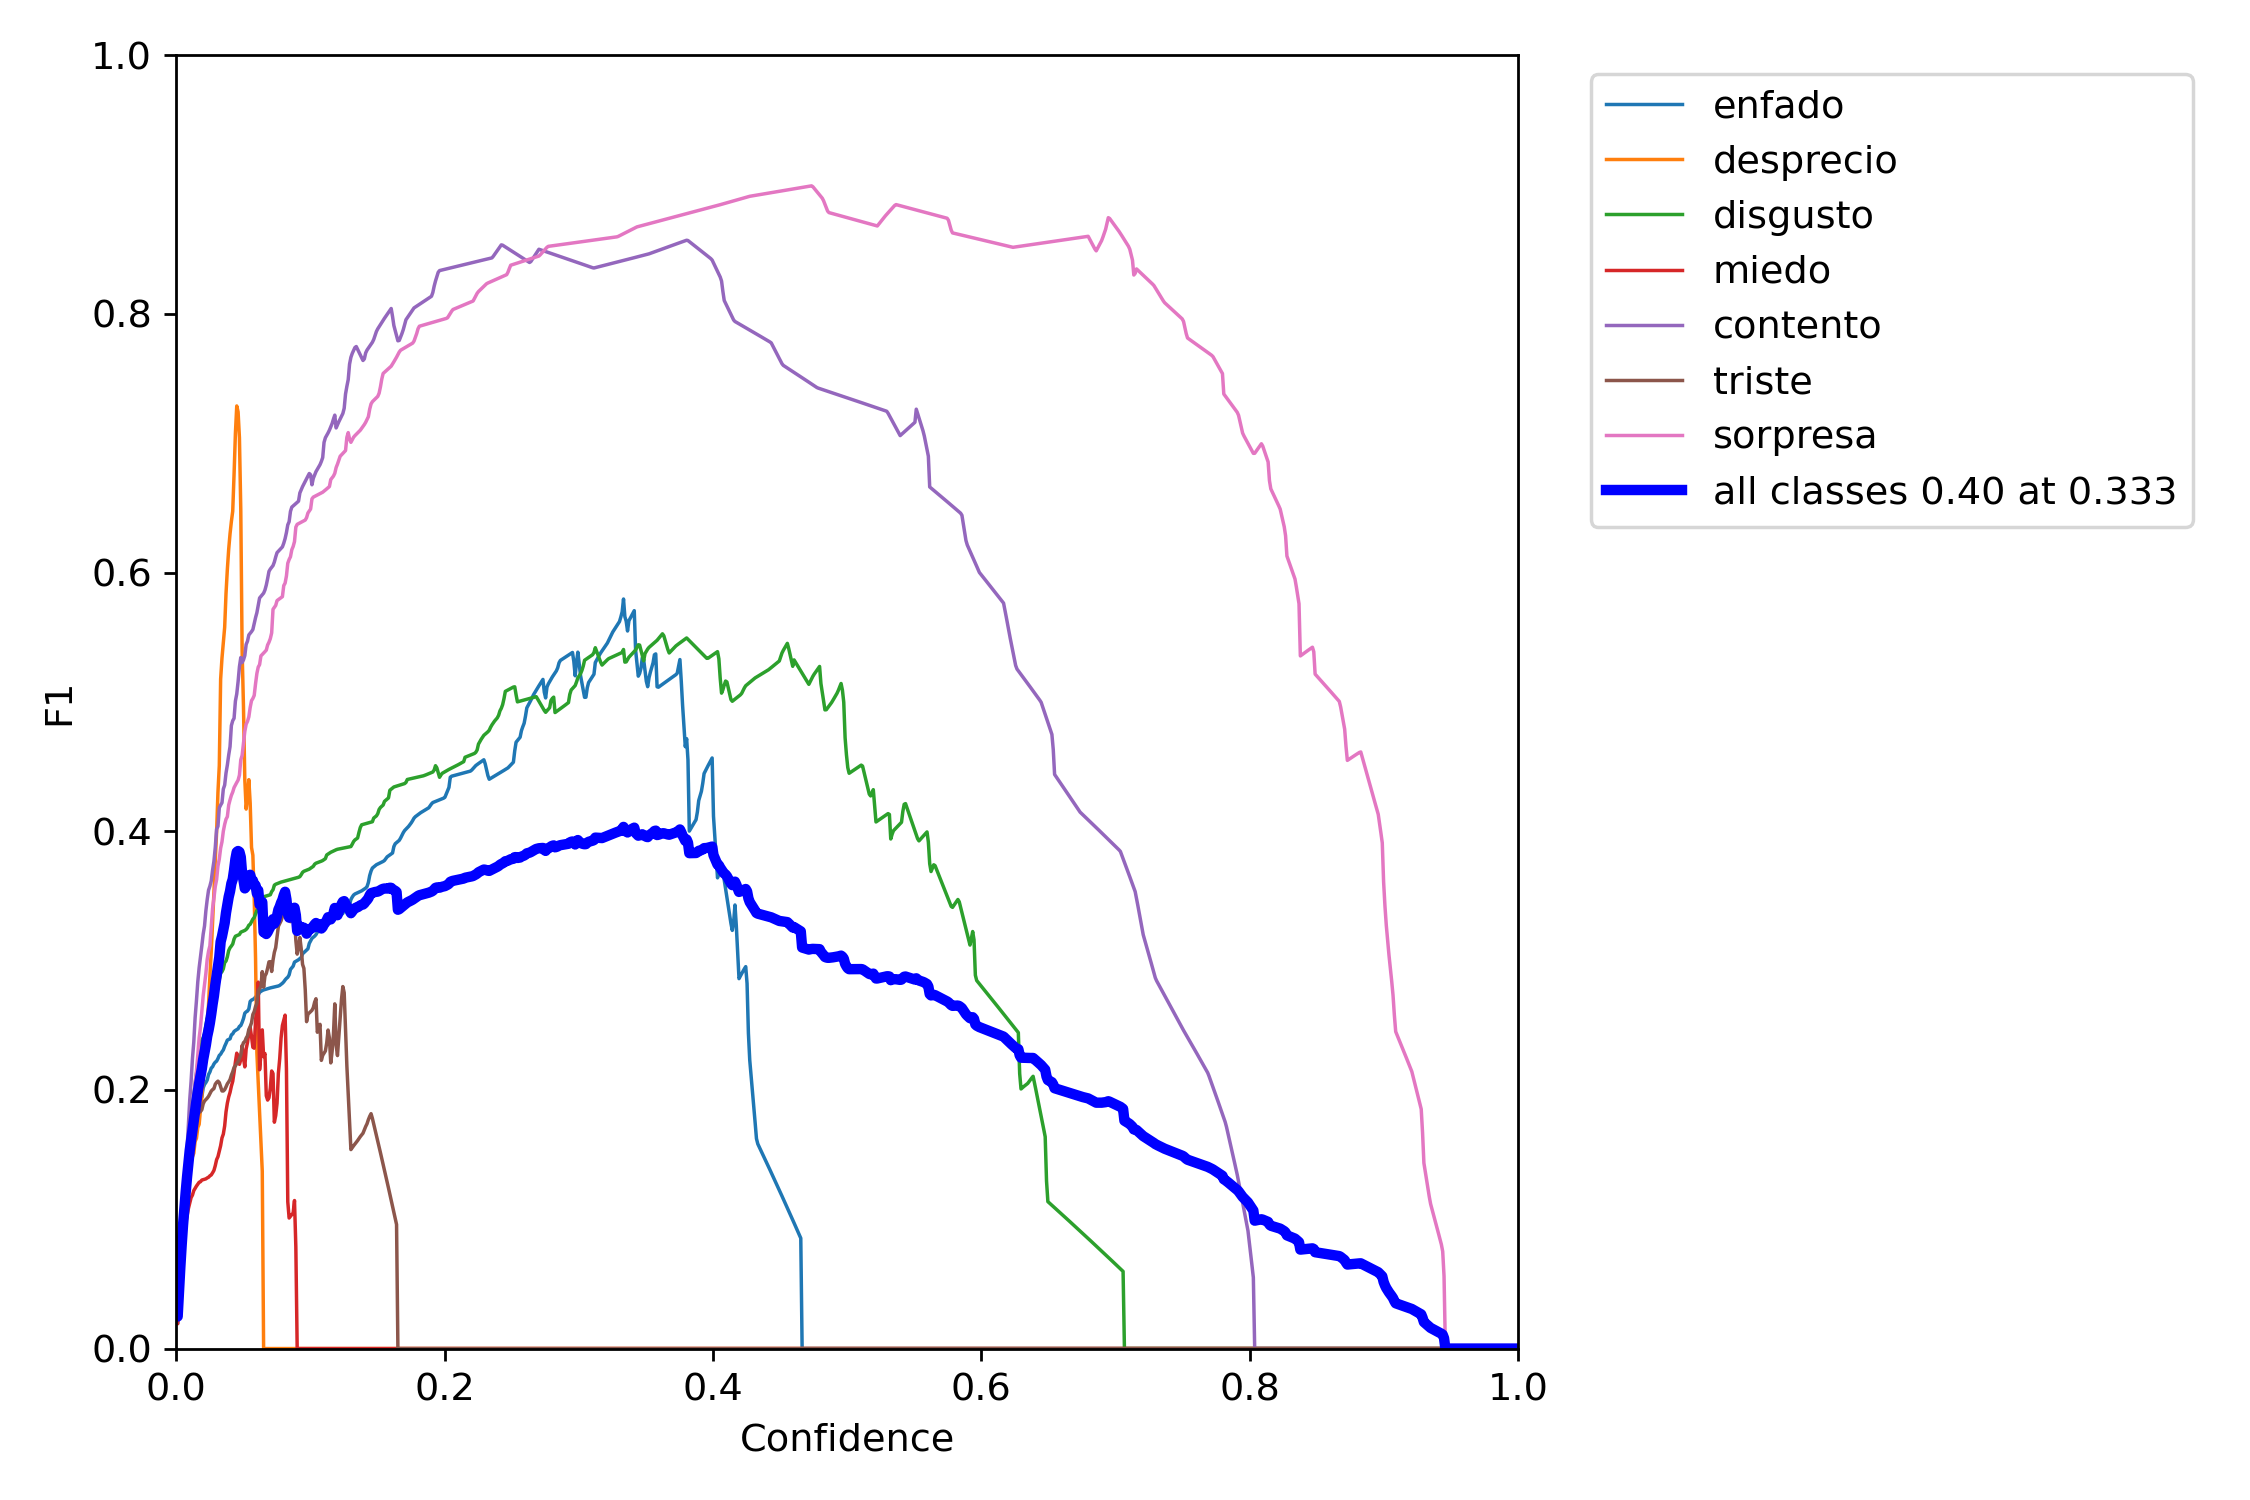 1.0
0.8
0.6
0.4
0.2
0.0
F1
0.0 0.2 0.4 0.6 0.8 1.0
Confidence
enfado
desprecio
disgusto
miedo
contento
triste
sorpresa
all classes 0.40 at 0.333